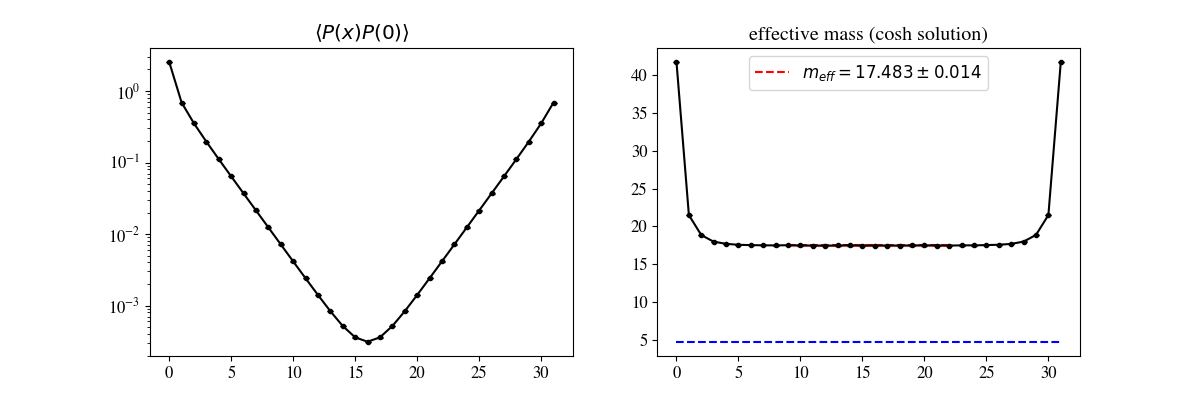 ⟨P(x)P(0)⟩
10⁰
10⁻¹
10⁻²
10⁻³
0 5 10 15 20 25 30
effective mass (cosh solution)
m_eff = 17.483 ± 0.014
40
35
30
25
20
15
10
5
0 5 10 15 20 25 30